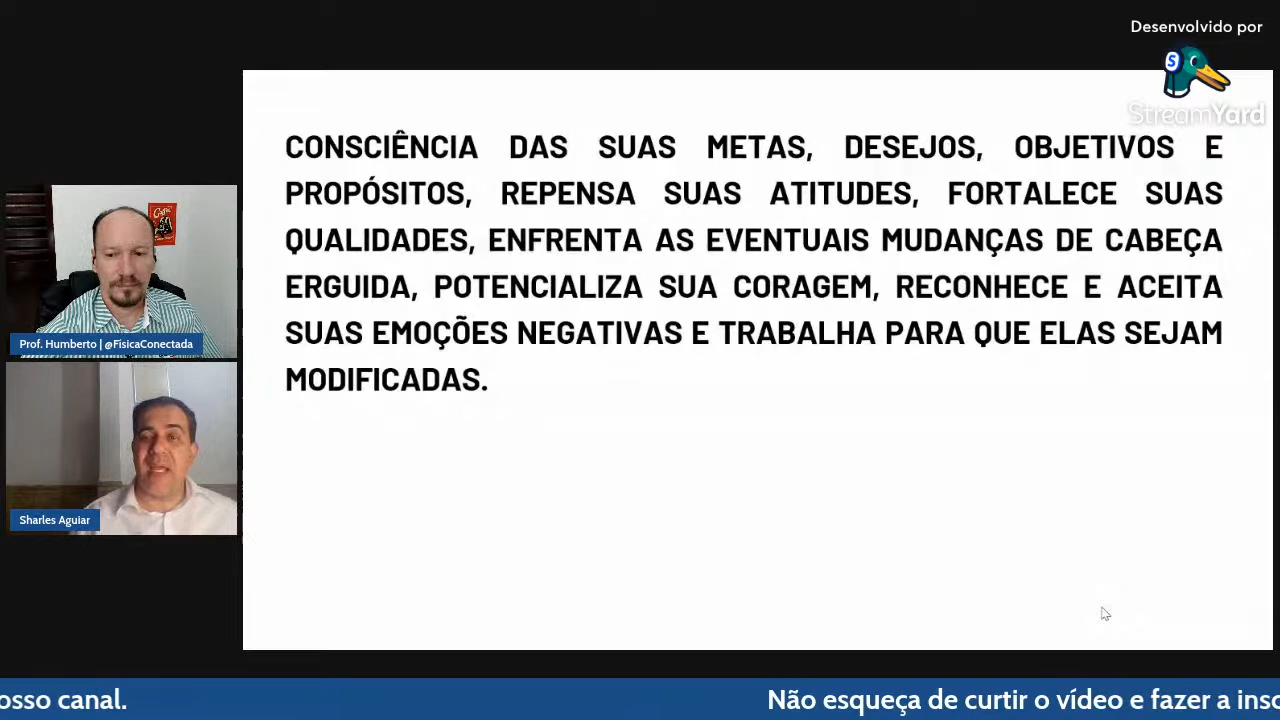 Desenvolvido por
StreamYard
CONSCIÊNCIA DAS SUAS METAS, DESEJOS, OBJETIVOS E
PROPÓSITOS, REPENSA SUAS ATITUDES, FORTALECE SUAS
QUALIDADES, ENFRENTA AS EVENTUAIS MUDANÇAS DE CABEÇA
ERGUIDA, POTENCIALIZA SUA CORAGEM, RECONHECE E ACEITA
SUAS EMOÇÕES NEGATIVAS E TRABALHA PARA QUE ELAS SEJAM
MODIFICADAS.
Prof. Humberto | @FísicaConectada
Sharles Aguiar
osso canal.
Não esqueça de curtir o vídeo e fazer a insc